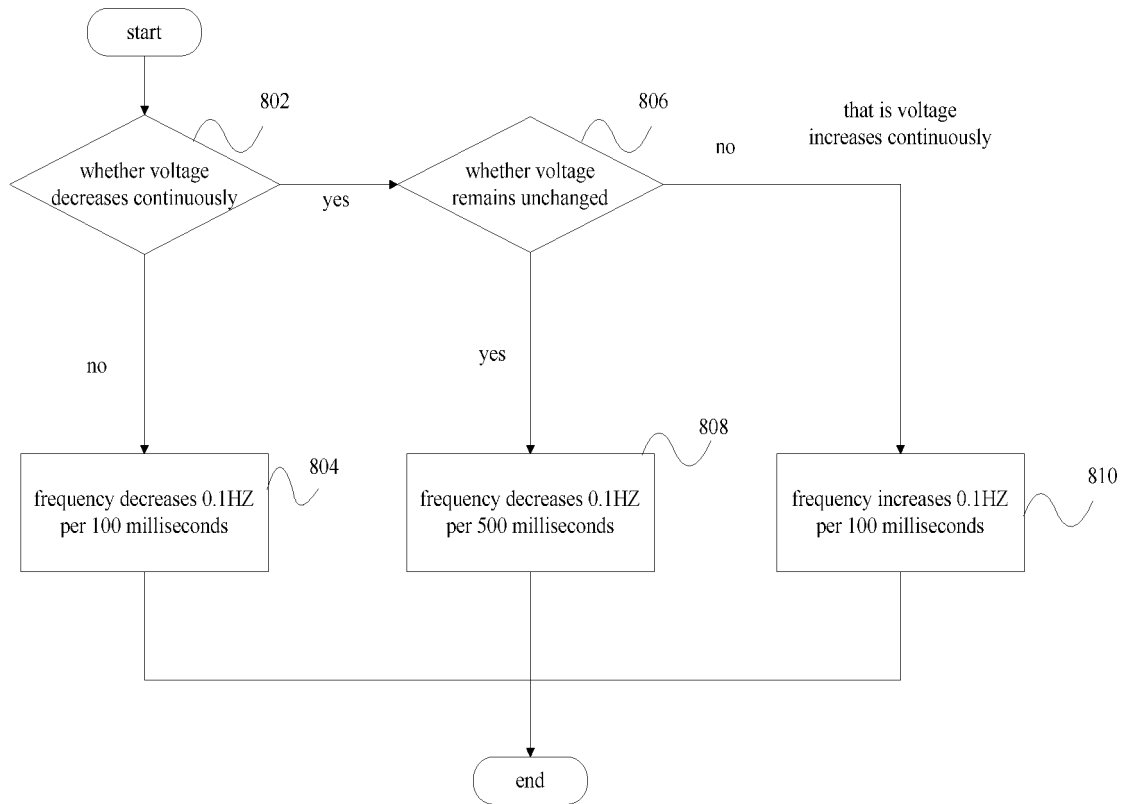 start
802
806
that is voltage
increases continuously
whether voltage
decreases continuously
yes
whether voltage
remains unchanged
no
no
yes
804
808
810
frequency decreases 0.1HZ
per 100 milliseconds
frequency decreases 0.1HZ
per 500 milliseconds
frequency increases 0.1HZ
per 100 milliseconds
end